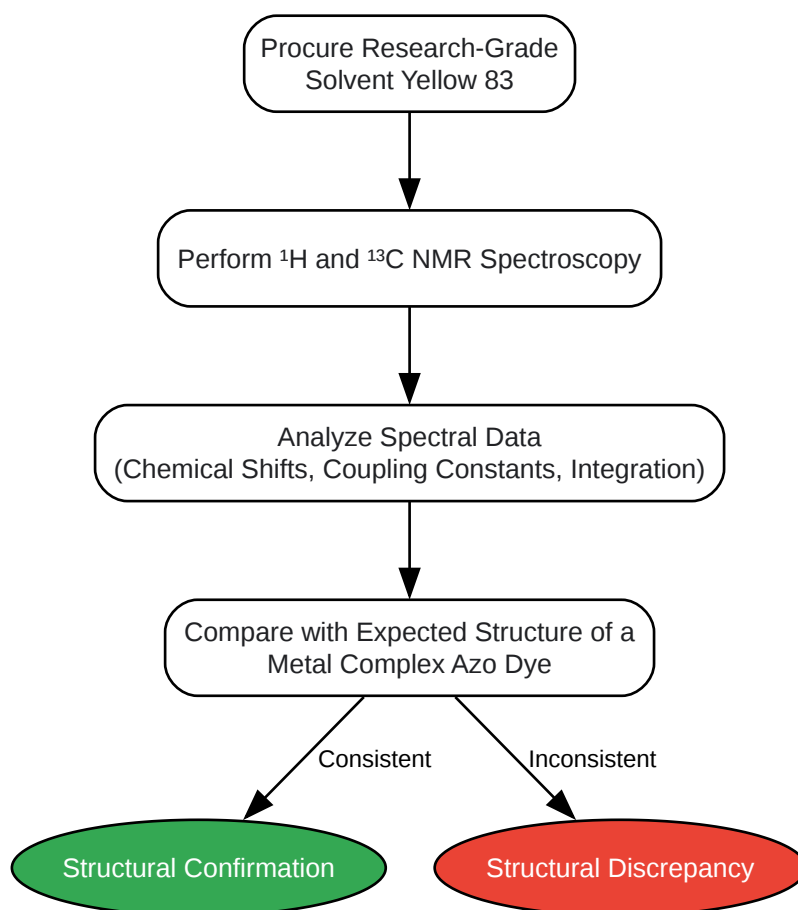 Procure Research-Grade
Solvent Yellow 83
Perform ¹H and ¹³C NMR Spectroscopy
Analyze Spectral Data
(Chemical Shifts, Coupling Constants, Integration)
Compare with Expected Structure of a
Metal Complex Azo Dye
Consistent
Inconsistent
Structural Confirmation
Structural Discrepancy